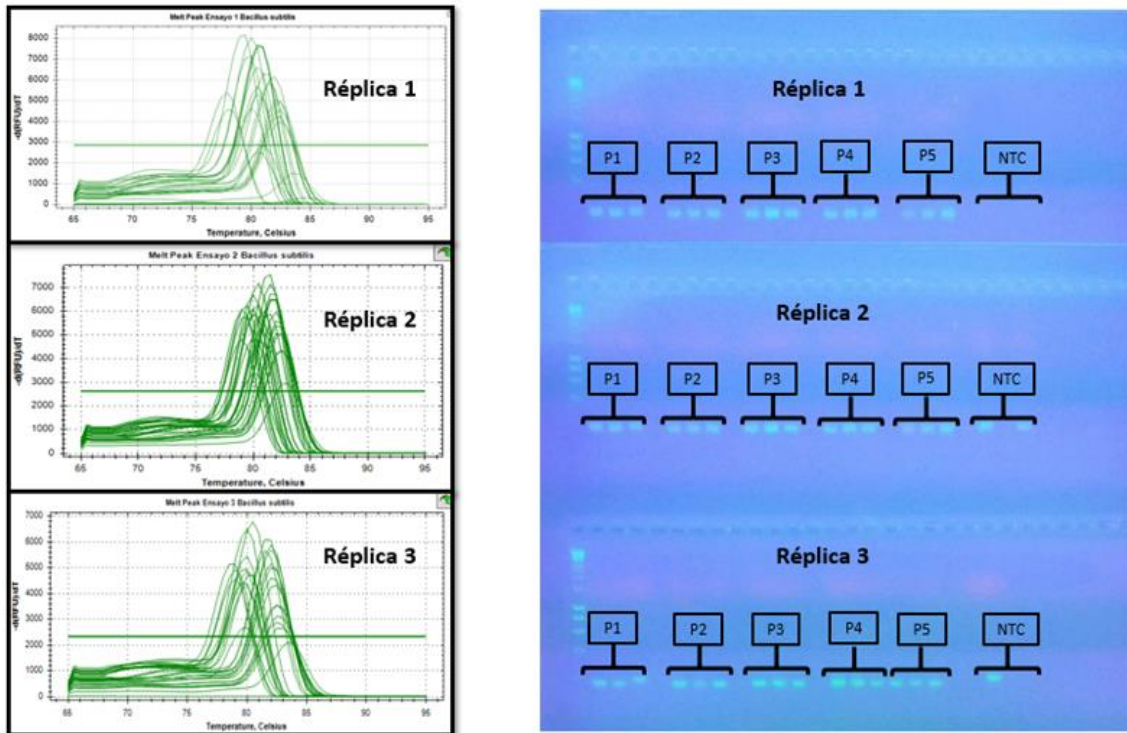 Melt Peak Ensayo 1 Bacillus subtilis
Réplica 1
-d(RFU)/dT
8000
7000
6000
5000
4000
3000
2000
1000
0
65 70 75 80 85 90 95
Temperature, Celsius
Melt Peak Ensayo 2 Bacillus subtilis
Réplica 2
-d(RFU)/dT
7000
6000
5000
4000
3000
2000
1000
0
65 70 75 80 85 90 95
Temperature, Celsius
Melt Peak Ensayo 3 Bacillus subtilis
Réplica 3
-d(RFU)/dT
7000
6000
5000
4000
3000
2000
1000
0
65 70 75 80 85 90 95
Temperature, Celsius
Réplica 1
P1 P2 P3 P4 P5 NTC
Réplica 2
P1 P2 P3 P4 P5 NTC
Réplica 3
P1 P2 P3 P4 P5 NTC